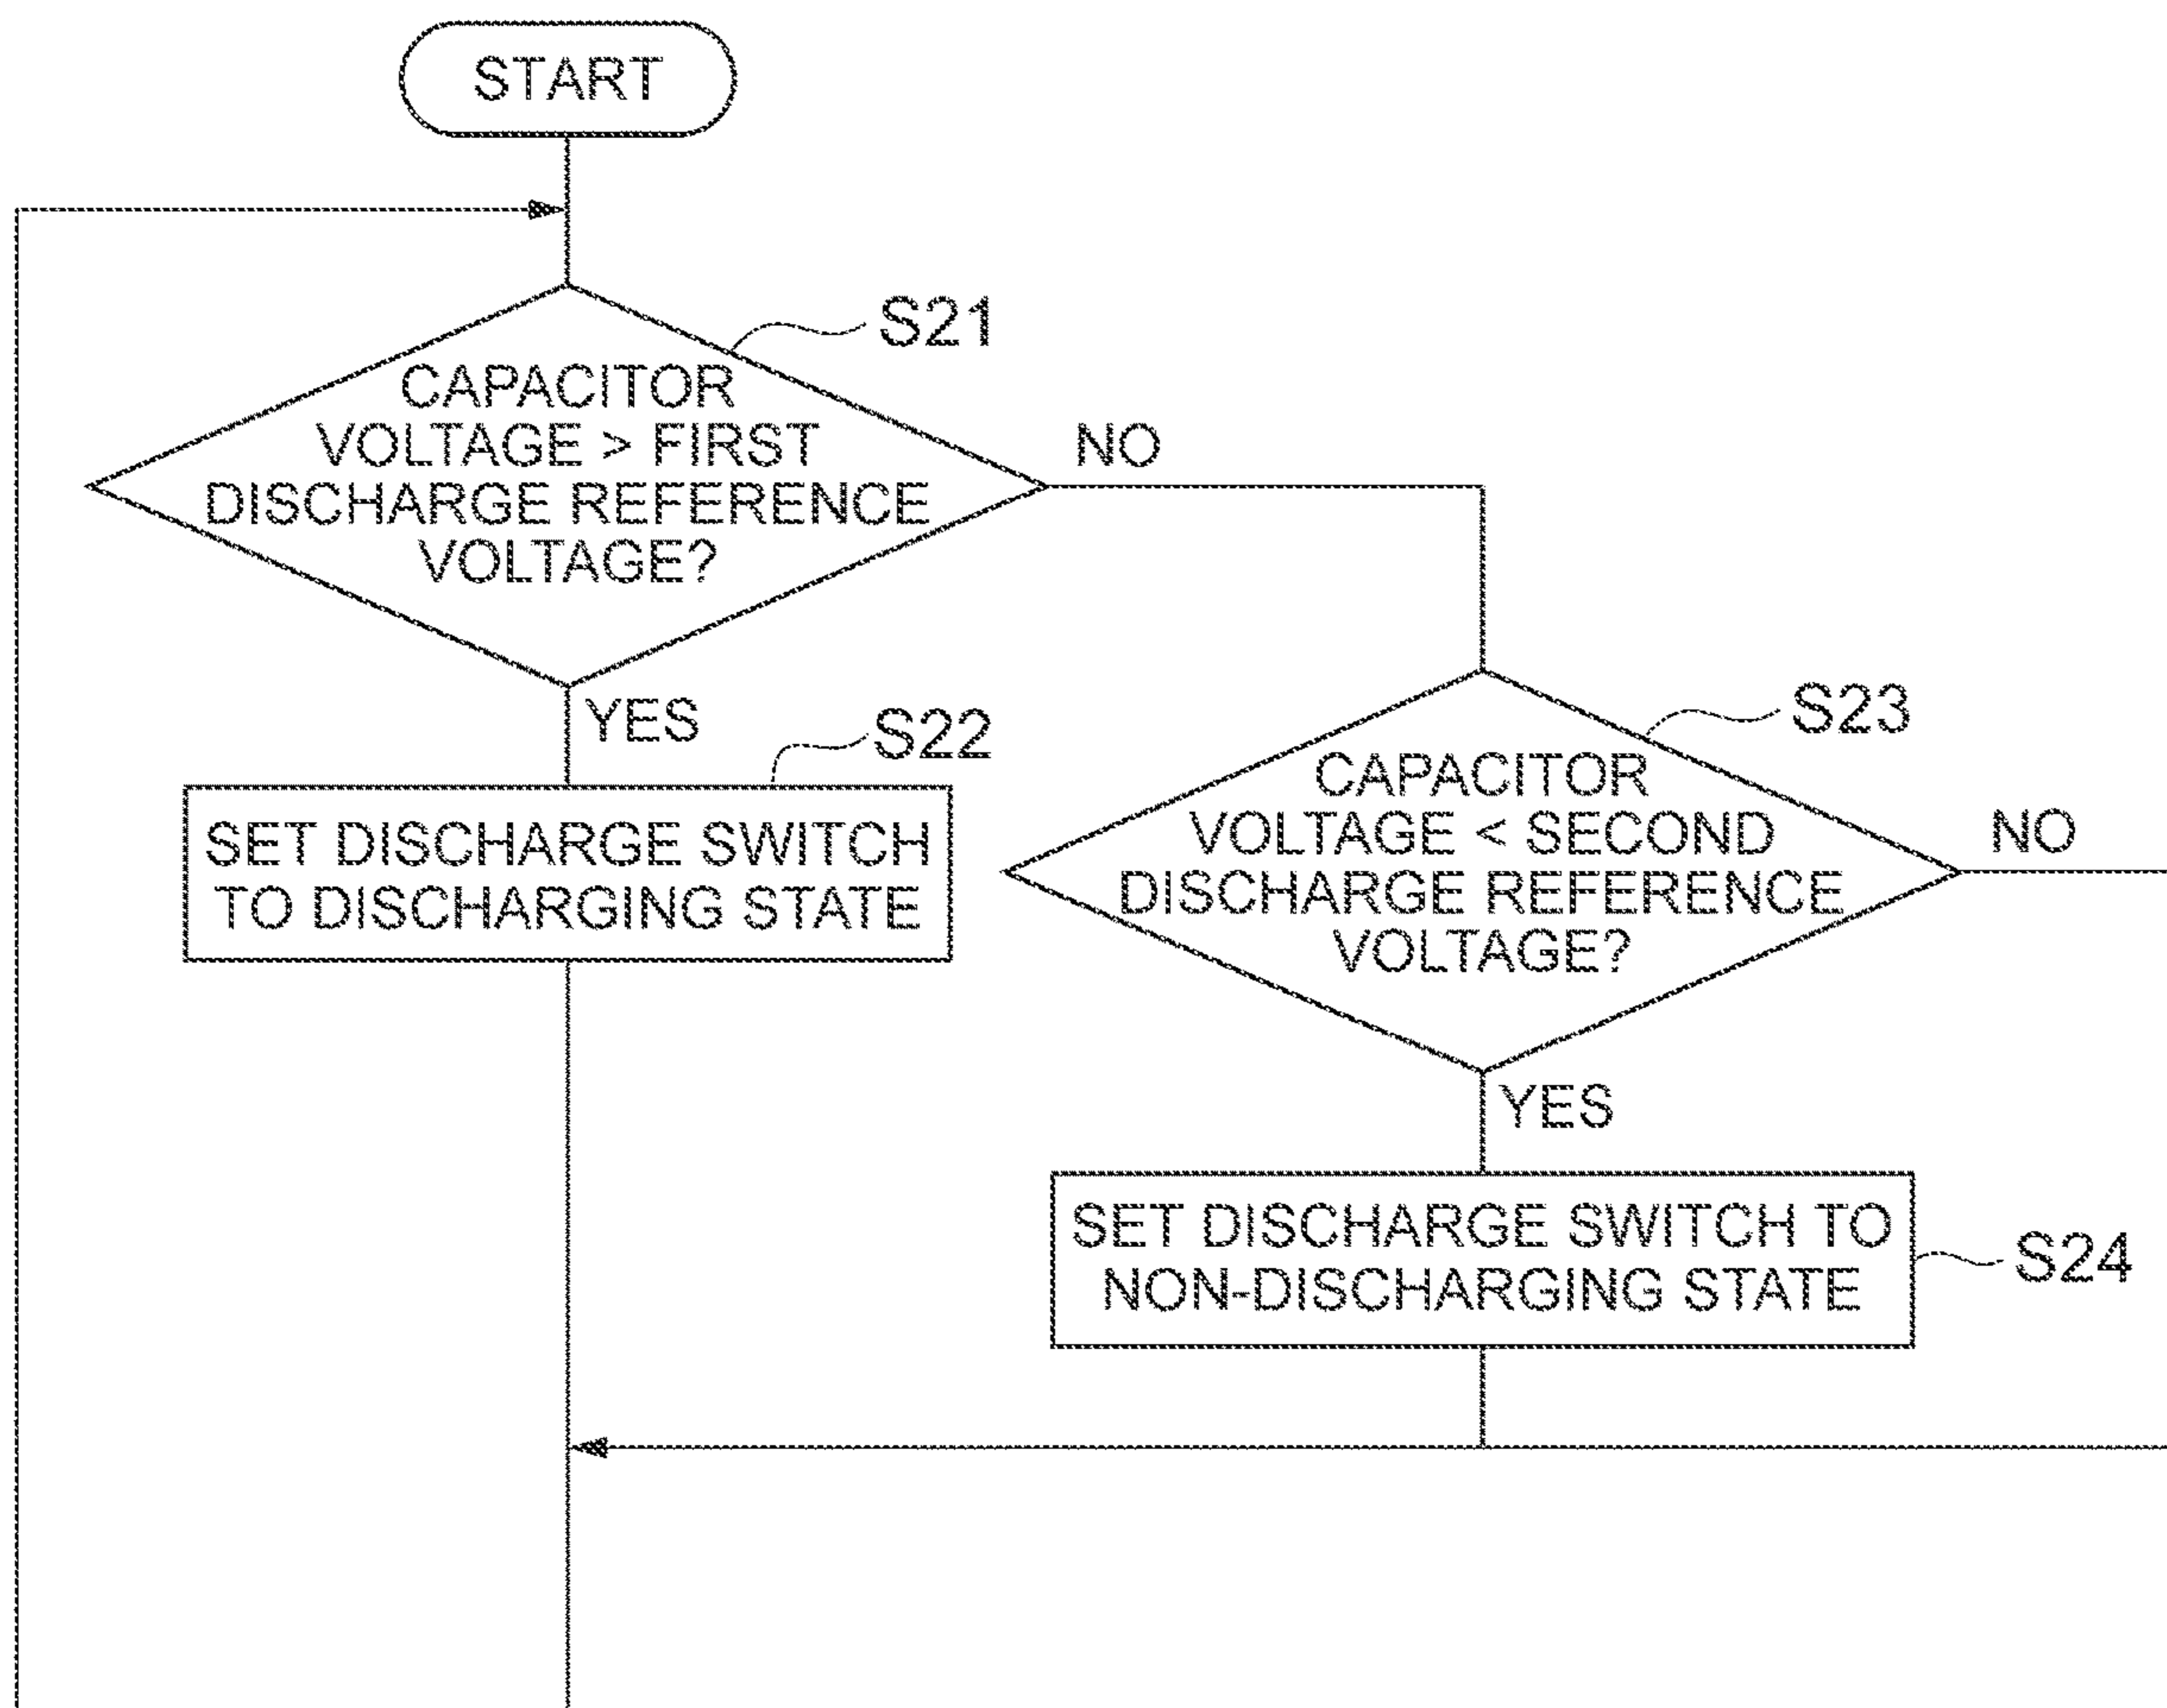 START
S21
CAPACITOR
VOLTAGE > FIRST
DISCHARGE REFERENCE
VOLTAGE?
NO
YES
S22
SET DISCHARGE SWITCH
TO DISCHARGING STATE
S23
CAPACITOR
VOLTAGE < SECOND
DISCHARGE REFERENCE
VOLTAGE?
NO
YES
SET DISCHARGE SWITCH TO
NON-DISCHARGING STATE
S24